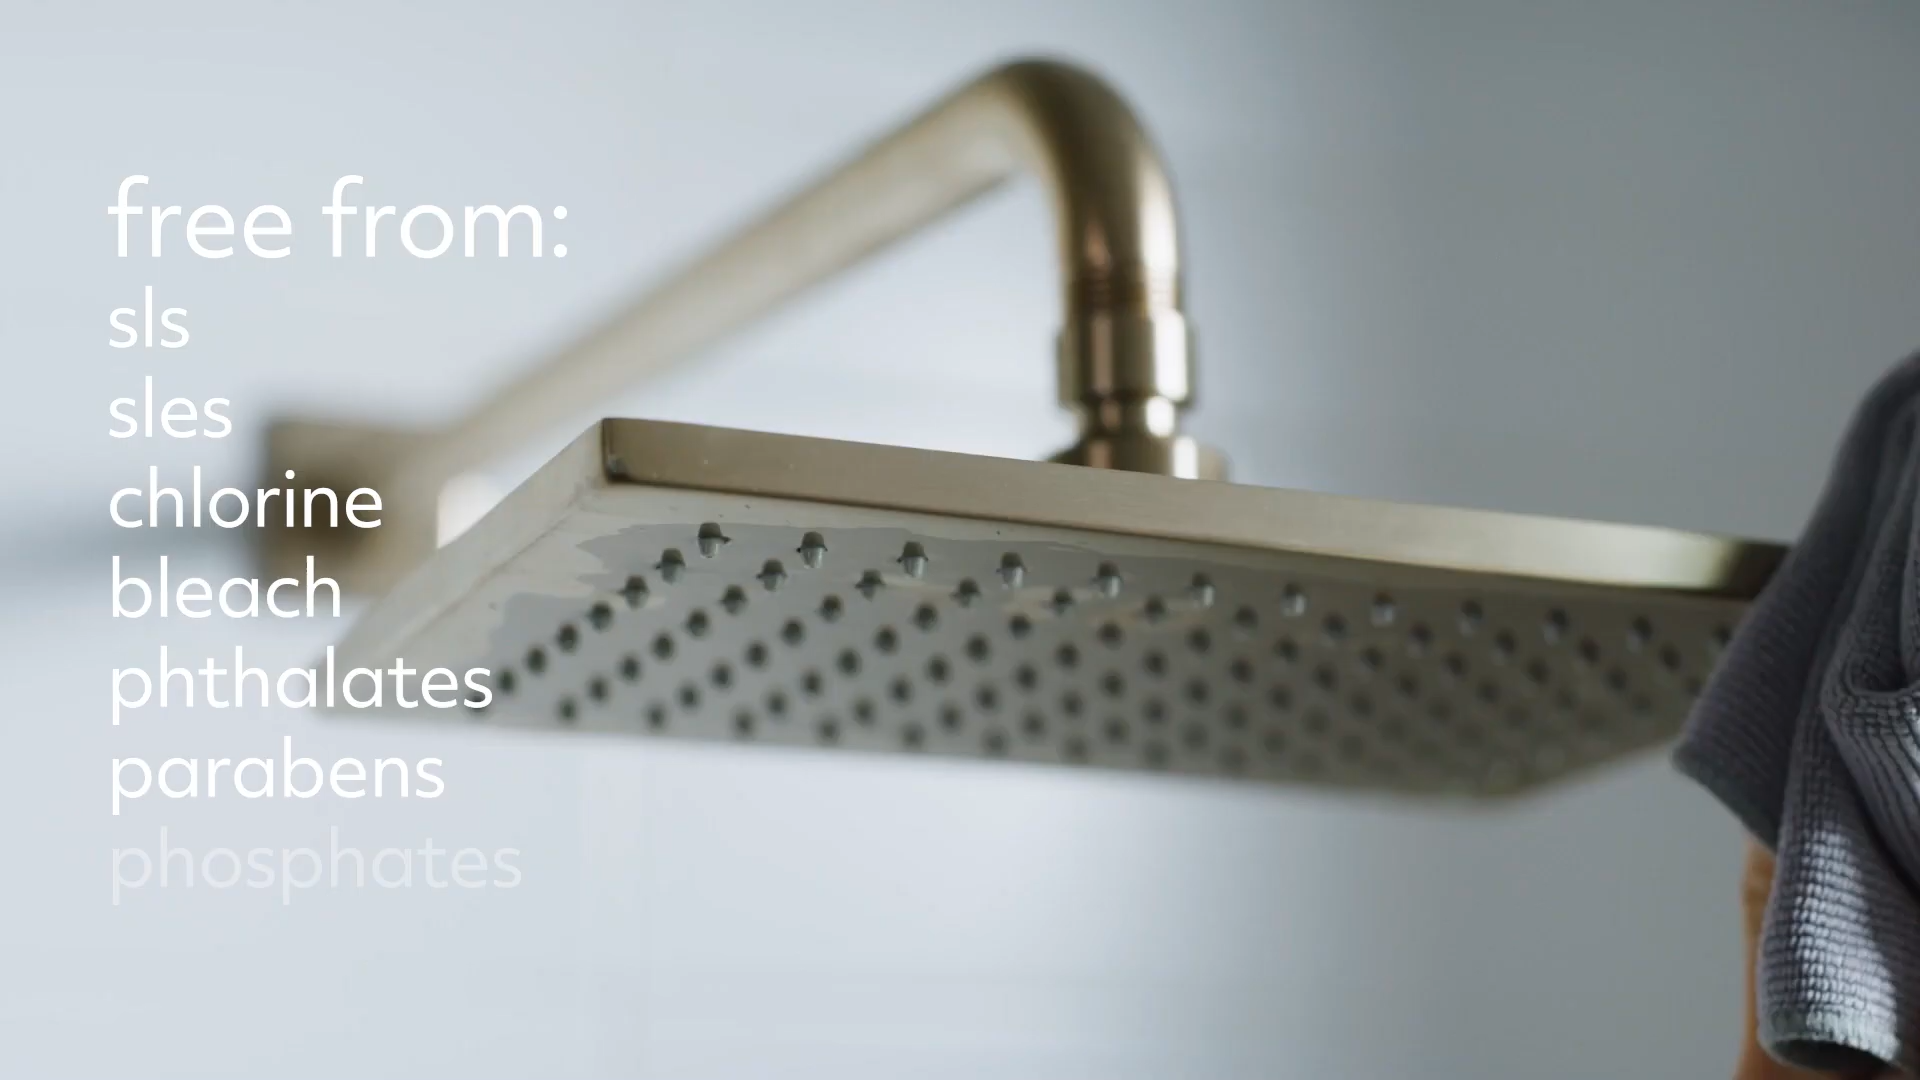 free from:
sls
sles
chlorine
bleach
phthalates
parabens
phosphates